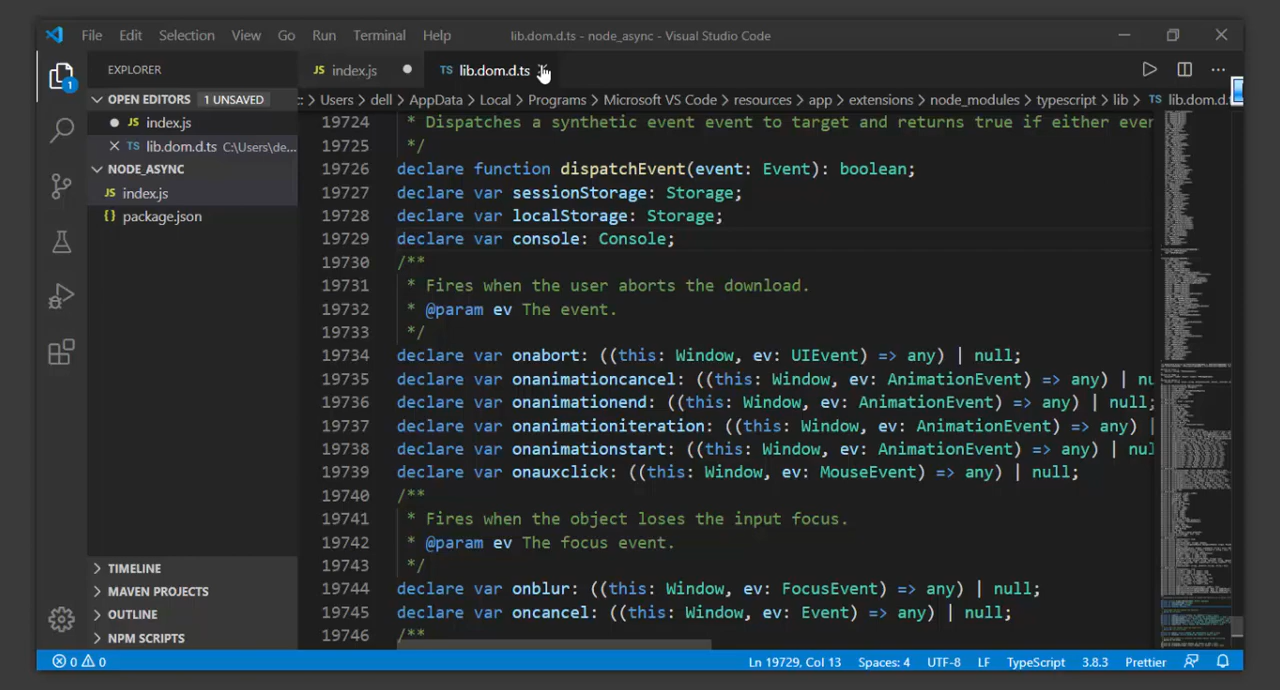 File Edit Selection View Go Run Terminal Help lib.dom.d.ts - node_async - Visual Studio Code
EXPLORER
JS index.js
TS lib.dom.d.ts
1
OPEN EDITORS 1 UNSAVED
JS index.js
TS lib.dom.d.ts C:\Users\de...
NODE_ASYNC
JS index.js
{} package.json
TIMELINE
MAVEN PROJECTS
OUTLINE
NPM SCRIPTS
: > Users > dell > AppData > Local > Programs > Microsoft VS Code > resources > app > extensions > node_modules > typescript > lib > TS lib.dom.d.t
19724 * Dispatches a synthetic event event to target and returns true if either ever
19725 */
19726 declare function dispatchEvent(event: Event): boolean;
19727 declare var sessionStorage: Storage;
19728 declare var localStorage: Storage;
19729 declare var console: Console;
19730 /**
19731 * Fires when the user aborts the download.
19732 * @param ev The event.
19733 */
19734 declare var onabort: ((this: Window, ev: UIEvent) => any) | null;
19735 declare var onanimationcancel: ((this: Window, ev: AnimationEvent) => any) | nu
19736 declare var onanimationend: ((this: Window, ev: AnimationEvent) => any) | null;
19737 declare var onanimationiteration: ((this: Window, ev: AnimationEvent) => any) |
19738 declare var onanimationstart: ((this: Window, ev: AnimationEvent) => any) | nul
19739 declare var onauxclick: ((this: Window, ev: MouseEvent) => any) | null;
19740 /**
19741 * Fires when the object loses the input focus.
19742 * @param ev The focus event.
19743 */
19744 declare var onblur: ((this: Window, ev: FocusEvent) => any) | null;
19745 declare var oncancel: ((this: Window, ev: Event) => any) | null;
19746 /**
0 0 Ln 19729, Col 13 Spaces: 4 UTF-8 LF TypeScript 3.8.3 Prettier